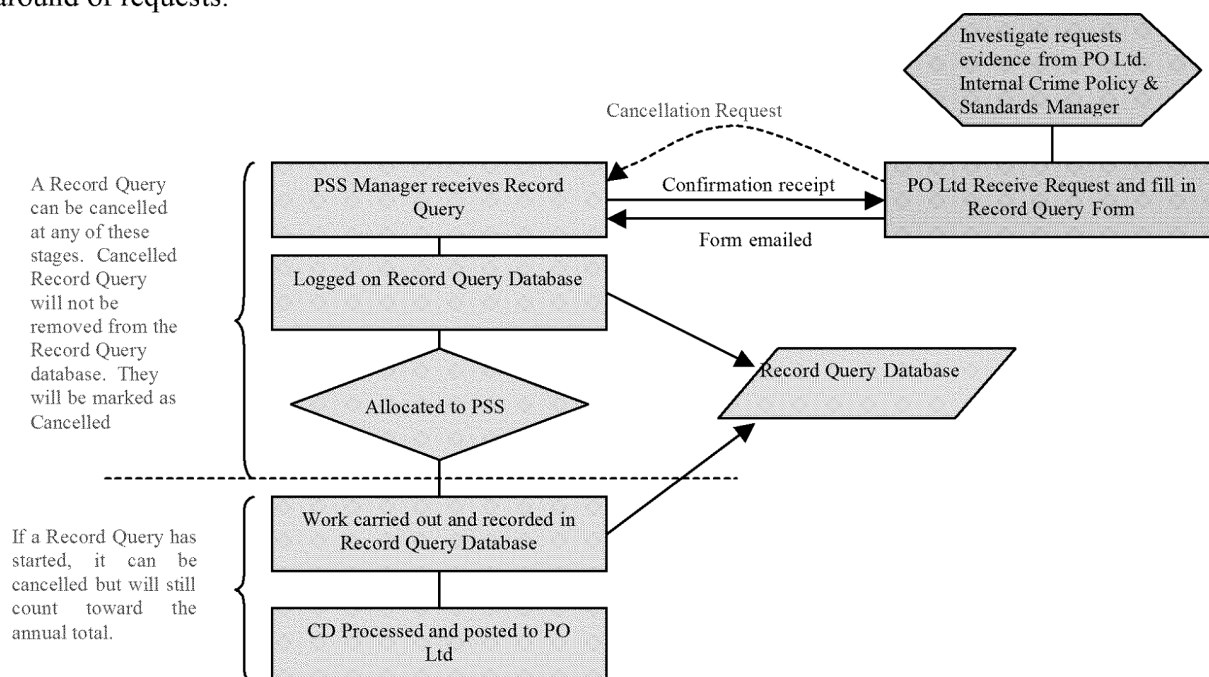 around of requests.
Investigate requests
evidence from PO Ltd.
Internal Crime Policy &
Standards Manager
Cancellation Request
A Record Query
can be cancelled
at any of these
stages. Cancelled
Record Query
will not be
removed from the
Record Query
database. They
will be marked as
Cancelled
PSS Manager receives Record
Query
Confirmation receipt
Form emailed
PO Ltd Receive Request and fill in
Record Query Form
Logged on Record Query Database
Record Query Database
Allocated to PSS
If a Record Query has
started, it can be
cancelled but will still
count toward the
annual total.
Work carried out and recorded in
Record Query Database
CD Processed and posted to PO
Ltd